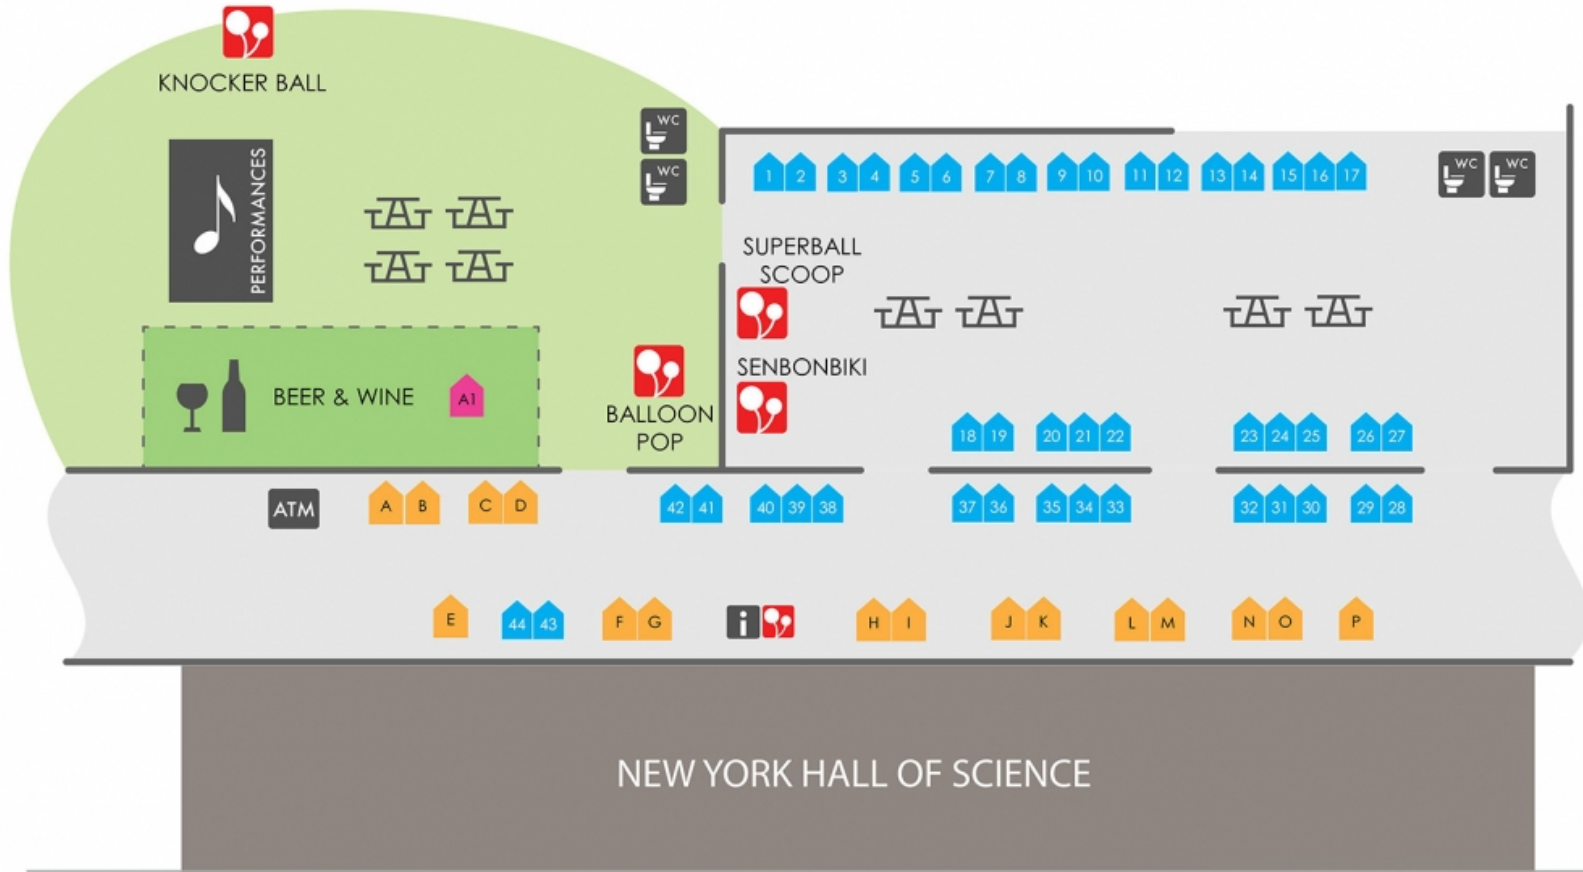 KNOCKER BALL
WC
WC
PERFORMANCES
1 2 3 4 5 6 7 8 9 10 11 12 13 14 15 16 17
WC WC
SUPERBALL
SCOOP
SENBONBIKI
BEER & WINE A1
BALLOON
POP
18 19 20 21 22 23 24 25 26 27
ATM A B C D 42 41 40 39 38 37 36 35 34 33 32 31 30 29 28
E 44 43 F G i H I J K L M N O P
NEW YORK HALL OF SCIENCE